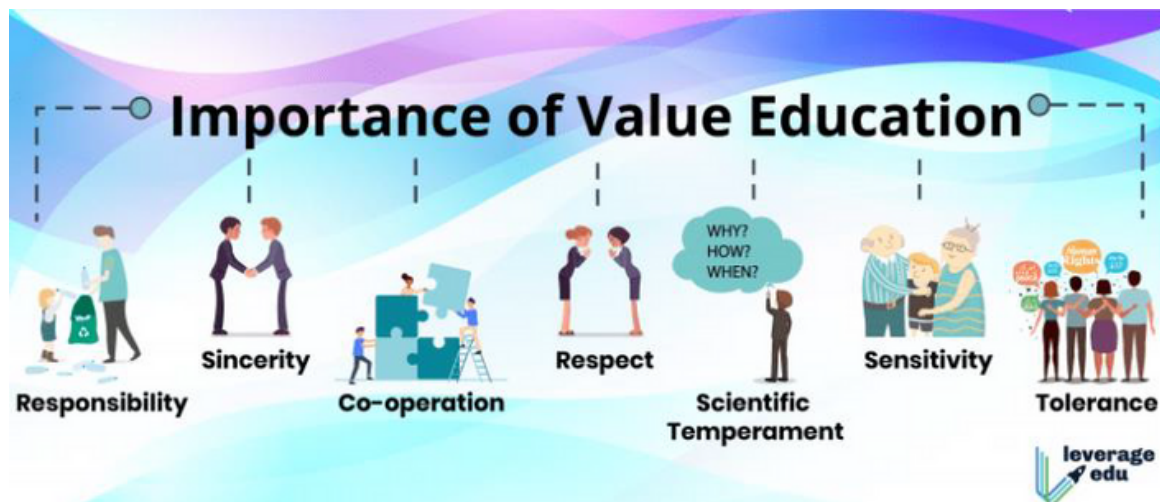 Importance of Value Education
WHY?
HOW?
WHEN?
Human
Rights
Sincerity
Respect
Sensitivity
Responsibility
Co-operation
Scientific
Temperament
Tolerance
leverage
edu